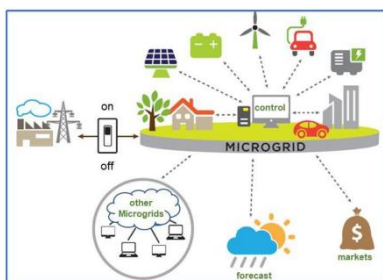 on
control
off
MICROGRID
other
Microgrids
forecast
markets
$